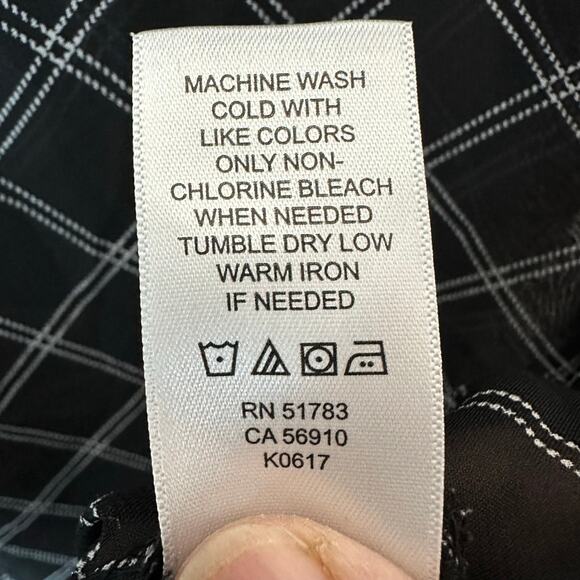 MACHINE WASH
COLD WITH
LIKE COLORS
ONLY NON-
CHLORINE BLEACH
WHEN NEEDED
TUMBLE DRY LOW
WARM IRON
IF NEEDED
RN 51783
CA 56910
K0617